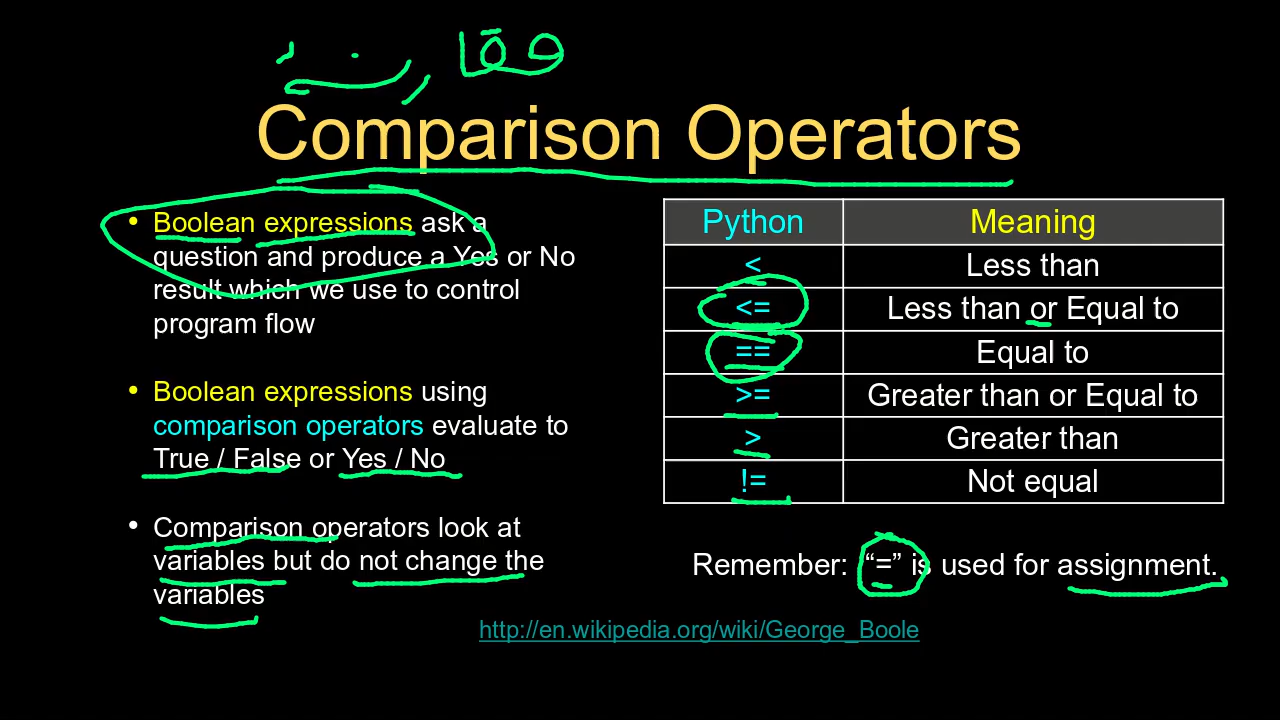 Comparison Operators
• Boolean expressions ask a
question and produce a Yes or No
result which we use to control
program flow
• Boolean expressions using
comparison operators evaluate to
True / False or Yes / No
• Comparison operators look at
variables but do not change the
variables
Python Meaning
< Less than
<= Less than or Equal to
== Equal to
>= Greater than or Equal to
> Greater than
!= Not equal
Remember: “=” is used for assignment.
http://en.wikipedia.org/wiki/George_Boole